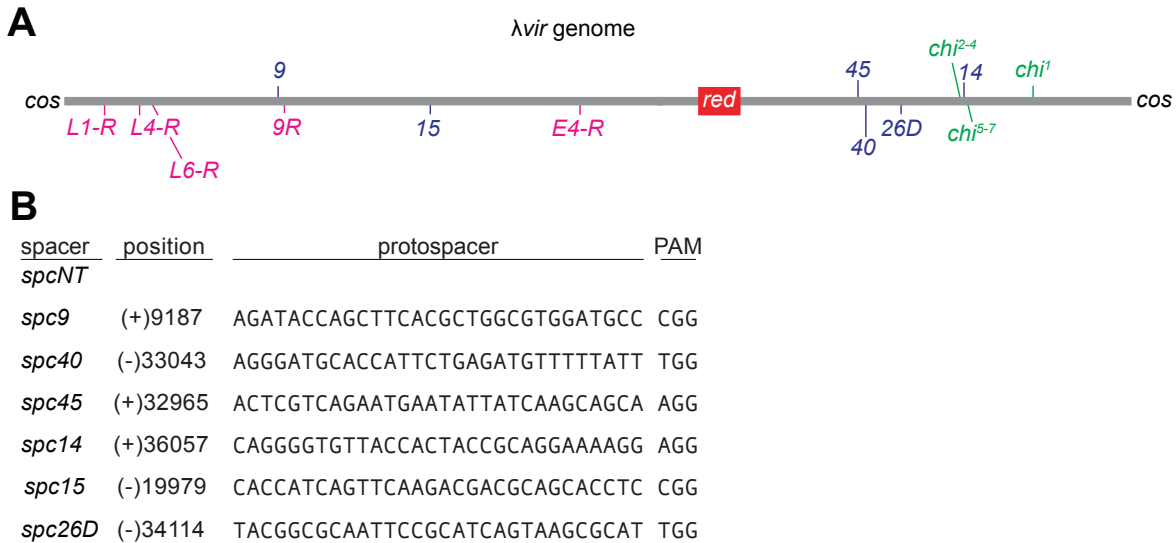 A
λvir genome
chi2-4
9 45 14 chi1
cos red cos
L1-R L4-R 9R 15 E4-R 26D chi5-7
L6-R 40
B
spacer position protospacer PAM
spcNT
spc9 (+)9187 AGATACCAGCTTCACGCTGGCGTGGATGCC CGG
spc40 (-)33043 AGGGATGCACCATTCTGAGATGTTTTTATT TGG
spc45 (+)32965 ACTCGTCAGAATGAATATTATCAAGCAGCA AGG
spc14 (+)36057 CAGGGGTGTTACCACTACCGCAGGAAAAGG AGG
spc15 (-)19979 CACCATCAGTTCAAGACGACGCAGCACCTC CGG
spc26D (-)34114 TACGGCGCAATTCCGCATCAGTAAGCGCAT TGG